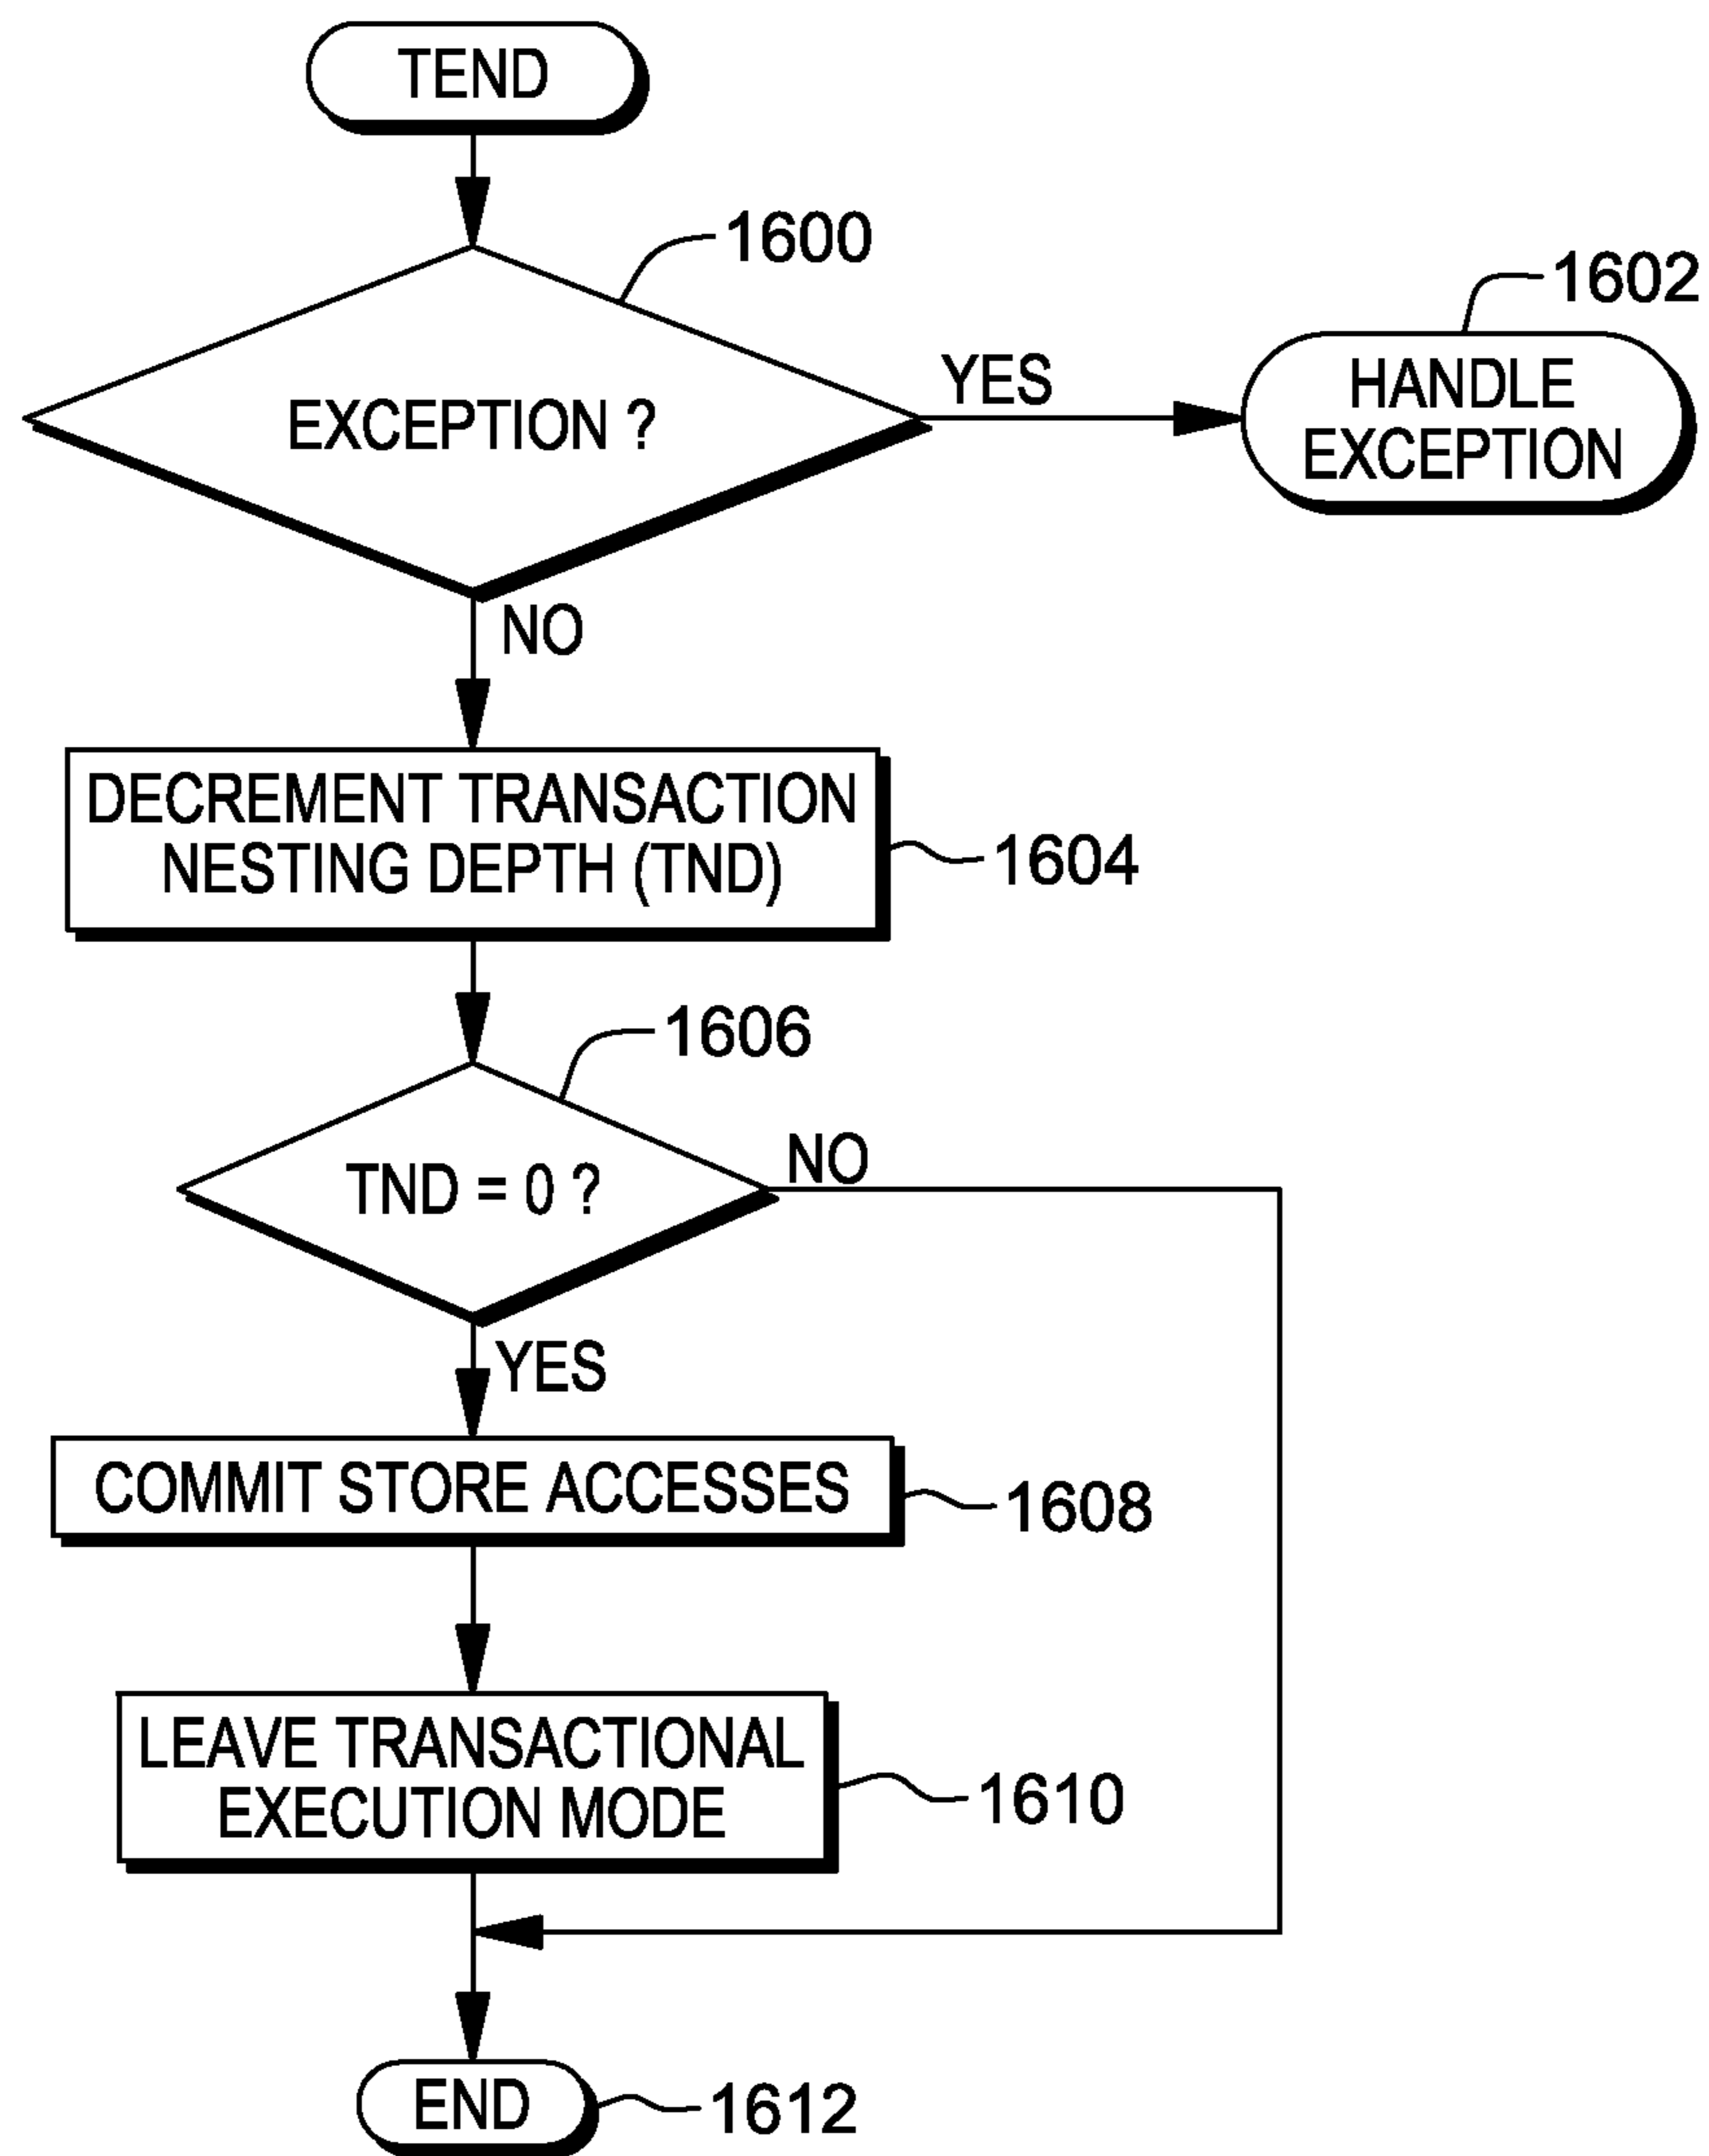 TEND
1600
1602
EXCEPTION ?
YES
HANDLE
EXCEPTION
NO
DECREMENT TRANSACTION
NESTING DEPTH (TND)
1604
1606
TND = 0 ?
NO
YES
COMMIT STORE ACCESSES
1608
LEAVE TRANSACTIONAL
EXECUTION MODE
1610
END
1612